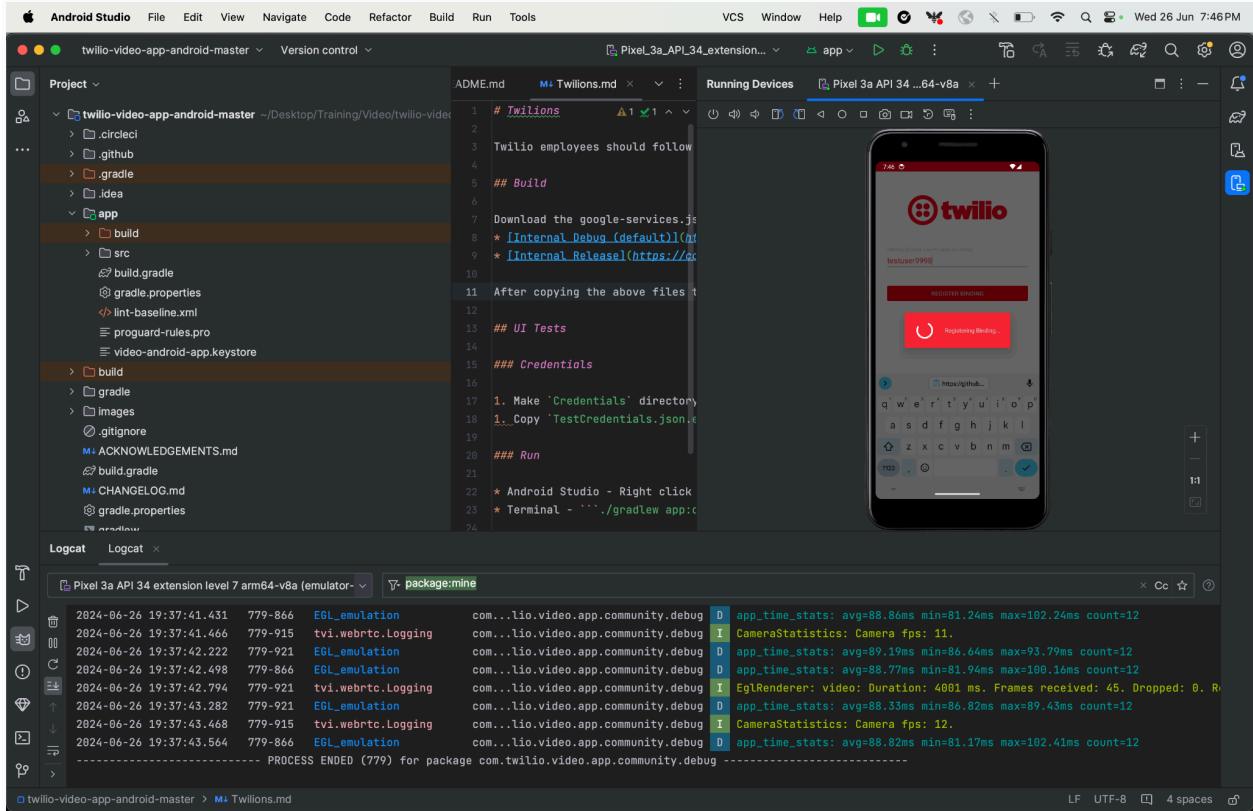 Android Studio File Edit View Navigate Code Refactor Build Run Tools VCS Window Help Wed 26 Jun 7:46 PM
twilio-video-app-android-master Version control Pixel_3a_API_34_extension... app
Project
twilio-video-app-android-master ~/Desktop/Training/Video/twilio-vide
.circleci
.github
.gradle
.idea
app
build
src
build.gradle
gradle.properties
lint-baseline.xml
proguard-rules.pro
video-android-app.keystore
build
gradle
images
.gitignore
ACKNOWLEDGEMENTS.md
build.gradle
CHANGELOG.md
gradle.properties
gradlew
ADME.md Twilions.md
1 # Twilions 1 1
2
3 Twilio employees should follow
4
5 ## Build
6
7 Download the google-services.js
8 * [Internal Debug (default)](ht
9 * [Internal Release](https://co
10
11 After copying the above files t
12
13 ## UI Tests
14
15 ### Credentials
16
17 1. Make `Credentials` directory
18 1. Copy `TestCredentials.json.e
19
20 ### Run
21
22 * Android Studio - Right click
23 * Terminal - ```./gradlew app:c
24
Running Devices Pixel 3a API 34 ...64-v8a
7:46
twilio
testuser9998
REGISTER BINDING
Registering Binding...
https://github...
q w e r t y u i o p
a s d f g h j k l
z x c v b n m
?123 , .
1:1
Logcat Logcat
Pixel 3a API 34 extension level 7 arm64-v8a (emulator- package:mine Cc
2024-06-26 19:37:41.431 779-866 EGL_emulation com...lio.video.app.community.debug D app_time_stats: avg=88.86ms min=81.24ms max=102.24ms count=12
2024-06-26 19:37:41.466 779-915 tvi.webrtc.Logging com...lio.video.app.community.debug I CameraStatistics: Camera fps: 11.
2024-06-26 19:37:42.222 779-921 EGL_emulation com...lio.video.app.community.debug D app_time_stats: avg=89.19ms min=86.64ms max=93.79ms count=12
2024-06-26 19:37:42.498 779-866 EGL_emulation com...lio.video.app.community.debug D app_time_stats: avg=88.77ms min=81.94ms max=100.16ms count=12
2024-06-26 19:37:42.794 779-921 tvi.webrtc.Logging com...lio.video.app.community.debug I EglRenderer: video: Duration: 4001 ms. Frames received: 45. Dropped: 0. R
2024-06-26 19:37:43.282 779-921 EGL_emulation com...lio.video.app.community.debug D app_time_stats: avg=88.33ms min=86.82ms max=89.43ms count=12
2024-06-26 19:37:43.468 779-915 tvi.webrtc.Logging com...lio.video.app.community.debug I CameraStatistics: Camera fps: 12.
2024-06-26 19:37:43.564 779-866 EGL_emulation com...lio.video.app.community.debug D app_time_stats: avg=88.82ms min=81.17ms max=102.41ms count=12
--------------------------- PROCESS ENDED (779) for package com.twilio.video.app.community.debug ---------------------------
twilio-video-app-android-master > Twilions.md LF UTF-8 4 spaces